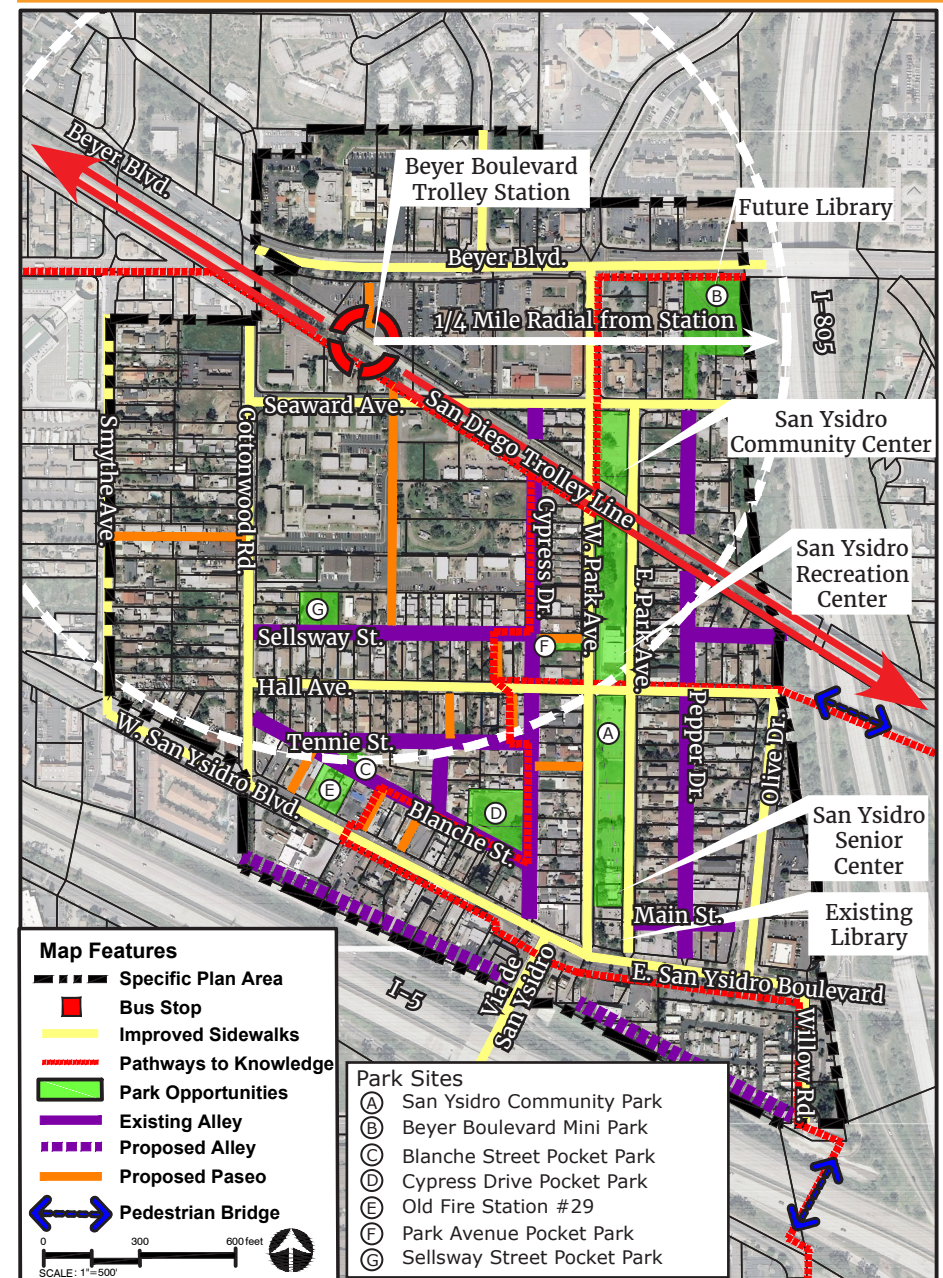 Beyer Blvd.
Beyer Boulevard
Trolley Station
Future Library
Beyer Blvd.
B
1/4 Mile Radial from Station
I-805
Seaward Ave.
San Diego Trolley Line
San Ysidro
Community Center
Smythe Ave.
Cottonwood Rd.
Cypress Dr.
W. Park Ave.
E. Park Ave.
San Ysidro
Recreation
Center
G
Sellsway St.
F
Hall Ave.
Pepper Dr.
Olive Dr.
W. San Ysidro Blvd.
Tennie St.
A
C
E
D
Blanche St.
San Ysidro
Senior
Center
Main St.
Existing
Library
E. San Ysidro Boulevard
Via de
San Ysidro
I-5
Willow Rd.
Map Features
Specific Plan Area
Bus Stop
Improved Sidewalks
Pathways to Knowledge
Park Opportunities
Existing Alley
Proposed Alley
Proposed Paseo
Pedestrian Bridge
0 300 600 feet
SCALE: 1"=500'
Park Sites
A San Ysidro Community Park
B Beyer Boulevard Mini Park
C Blanche Street Pocket Park
D Cypress Drive Pocket Park
E Old Fire Station #29
F Park Avenue Pocket Park
G Sellsway Street Pocket Park